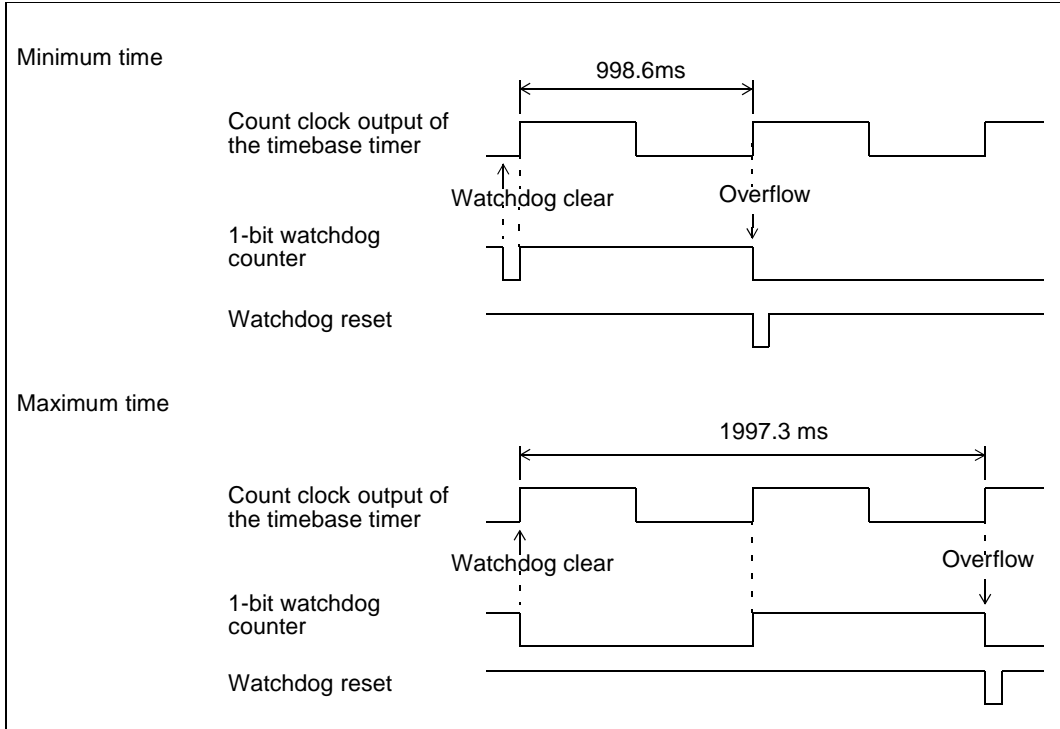 Minimum time
998.6ms
Count clock output of
the timebase timer
Watchdog clear
Overflow
1-bit watchdog
counter
Watchdog reset
Maximum time
1997.3 ms
Count clock output of
the timebase timer
Watchdog clear
Overflow
1-bit watchdog
counter
Watchdog reset